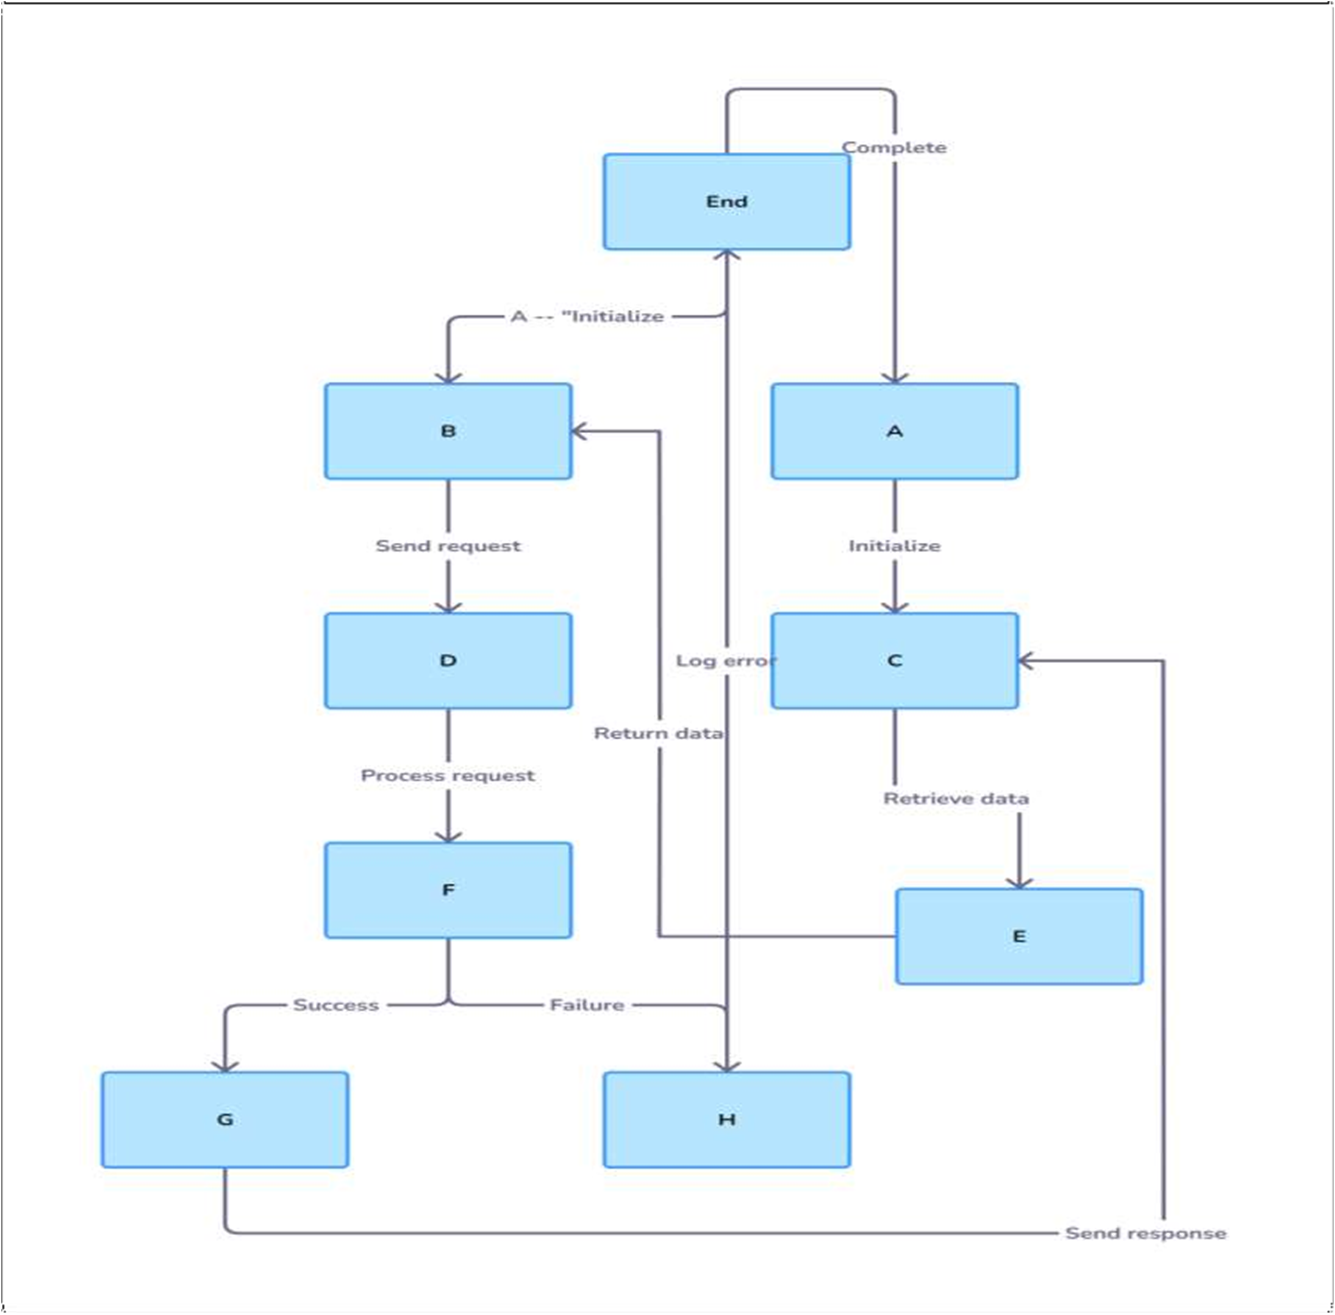 Complete
End
A -- "Initialize
B
A
Send request
Initialize
D
Log error
C
Return data
Process request
Retrieve data
F
E
Success
Failure
G
H
Send response